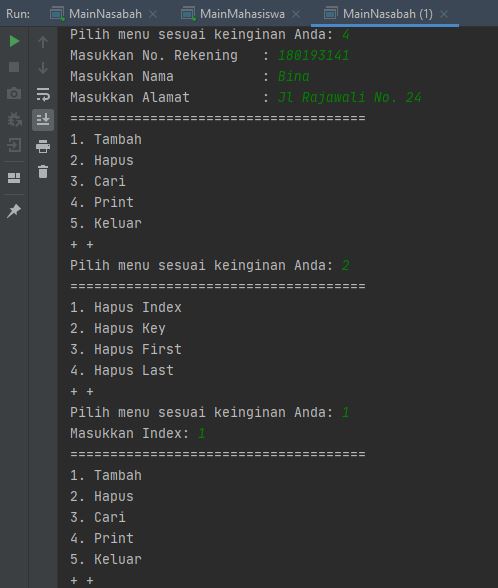 Run: MainNasabah MainMahasiswa MainNasabah (1)
Pilih menu sesuai keinginan Anda: 4
Masukkan No. Rekening   : 180193141
Masukkan Nama           : Bina
Masukkan Alamat         : Jl Rajawali No. 24
=====================================
1. Tambah
2. Hapus
3. Cari
4. Print
5. Keluar
+ +
Pilih menu sesuai keinginan Anda: 2
=====================================
1. Hapus Index
2. Hapus Key
3. Hapus First
4. Hapus Last
+ +
Pilih menu sesuai keinginan Anda: 1
Masukkan Index: 1
=====================================
1. Tambah
2. Hapus
3. Cari
4. Print
5. Keluar
+ +